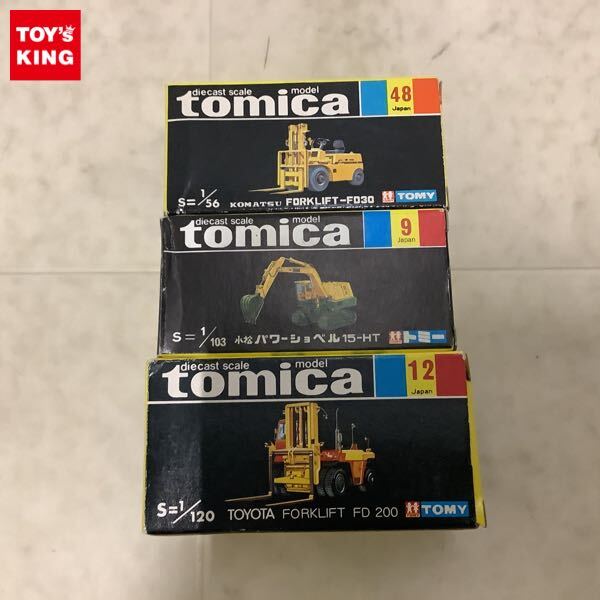 TOY'S
KING
diecast scale model
tomica
48
Japan
S=1/56
KOMATSU FORKLIFT-FD30
TOMY
diecast scale model
tomica
9
Japan
S=1/103
小松 パワーショベル 15-HT
トミー
diecast scale model
tomica
12
Japan
S=1/120
TOYOTA FORKLIFT FD 200
TOMY